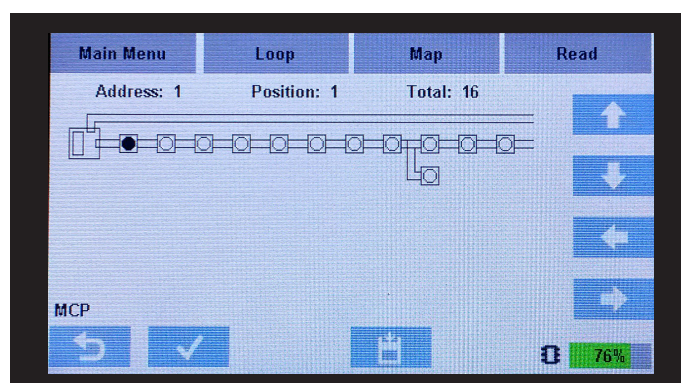 Main Menu Loop Map Read
Address: 1 Position: 1 Total: 16
MCP
76%